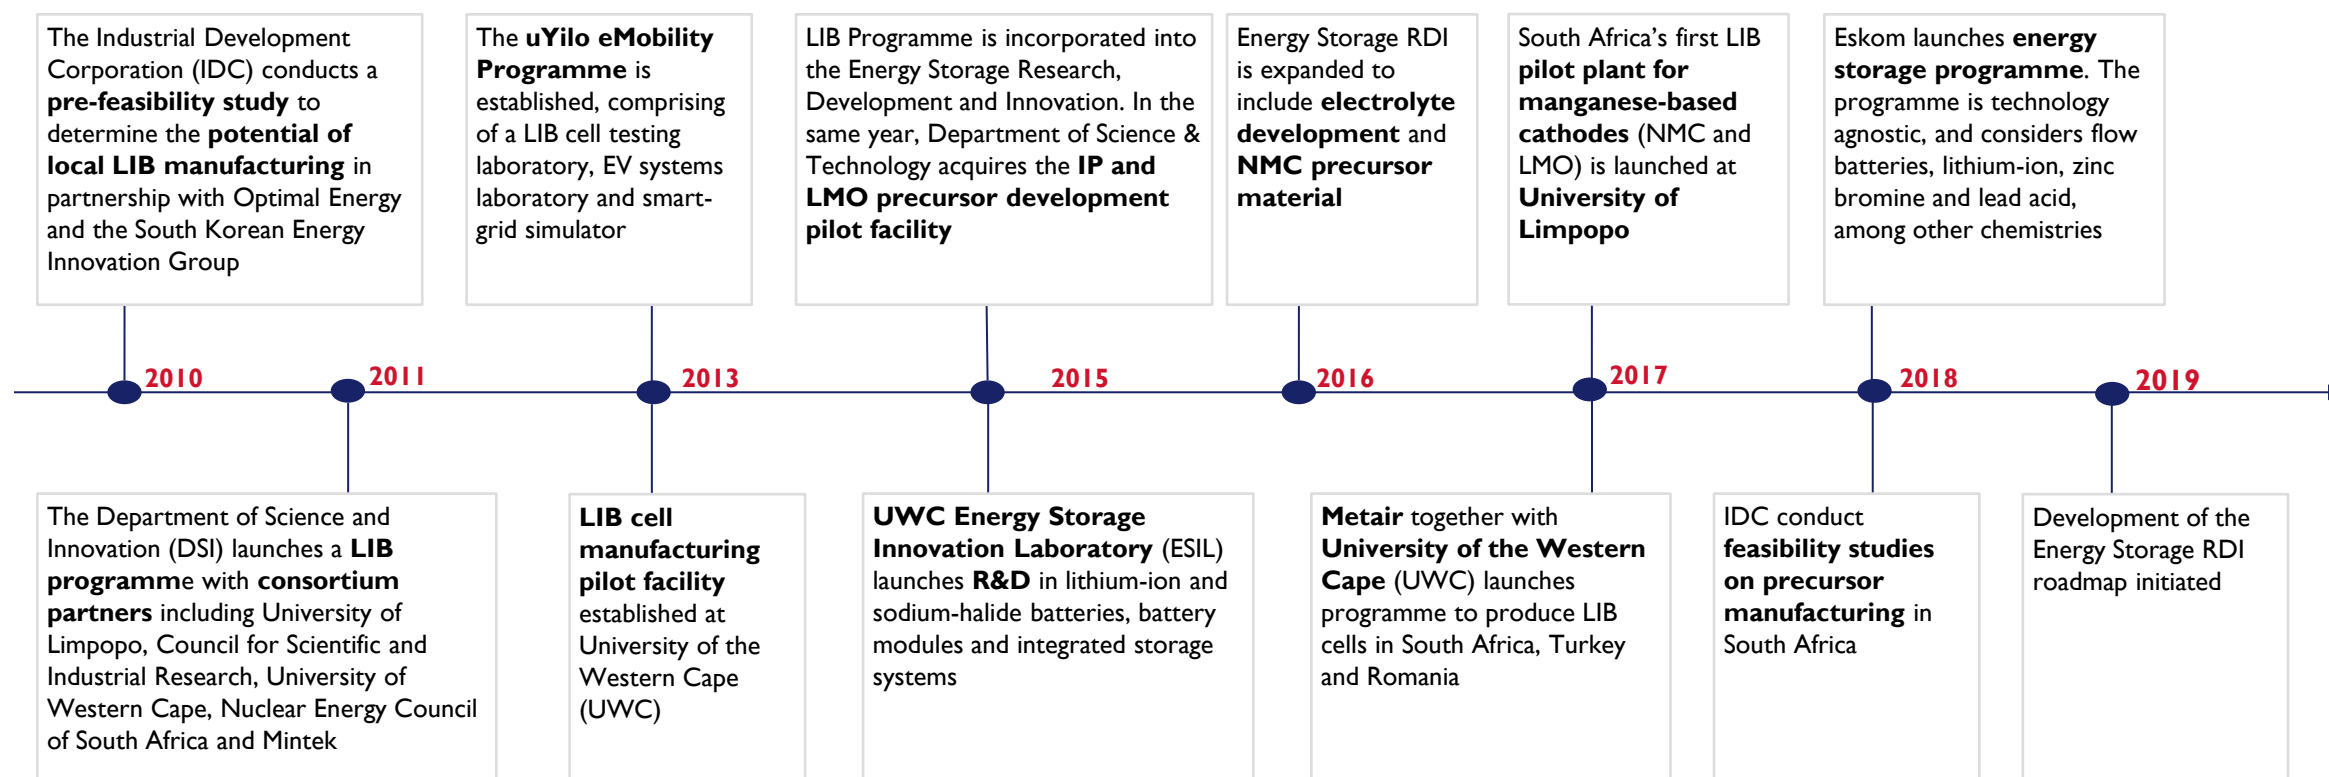 The Industrial Development
Corporation (IDC) conducts a
pre-feasibility study to
determine the potential of
local LIB manufacturing in
partnership with Optimal Energy
and the South Korean Energy
Innovation Group
The uYilo eMobility
Programme is
established, comprising
of a LIB cell testing
laboratory, EV systems
laboratory and smart-
grid simulator
LIB Programme is incorporated into
the Energy Storage Research,
Development and Innovation. In the
same year, Department of Science &
Technology acquires the IP and
LMO precursor development
pilot facility
Energy Storage RDI
is expanded to
include electrolyte
development and
NMC precursor
material
South Africa's first LIB
pilot plant for
manganese-based
cathodes (NMC and
LMO) is launched at
University of
Limpopo
Eskom launches energy
storage programme. The
programme is technology
agnostic, and considers flow
batteries, lithium-ion, zinc
bromine and lead acid,
among other chemistries
2010
2011
2013
2015
2016
2017
2018
2019
The Department of Science and
Innovation (DSI) launches a LIB
programme with consortium
partners including University of
Limpopo, Council for Scientific and
Industrial Research, University of
Western Cape, Nuclear Energy Council
of South Africa and Mintek
LIB cell
manufacturing
pilot facility
established at
University of the
Western Cape
(UWC)
UWC Energy Storage
Innovation Laboratory (ESIL)
launches R&D in lithium-ion and
sodium-halide batteries, battery
modules and integrated storage
systems
Metair together with
University of the Western
Cape (UWC) launches
programme to produce LIB
cells in South Africa, Turkey
and Romania
IDC conduct
feasibility studies
on precursor
manufacturing in
South Africa
Development of the
Energy Storage RDI
roadmap initiated